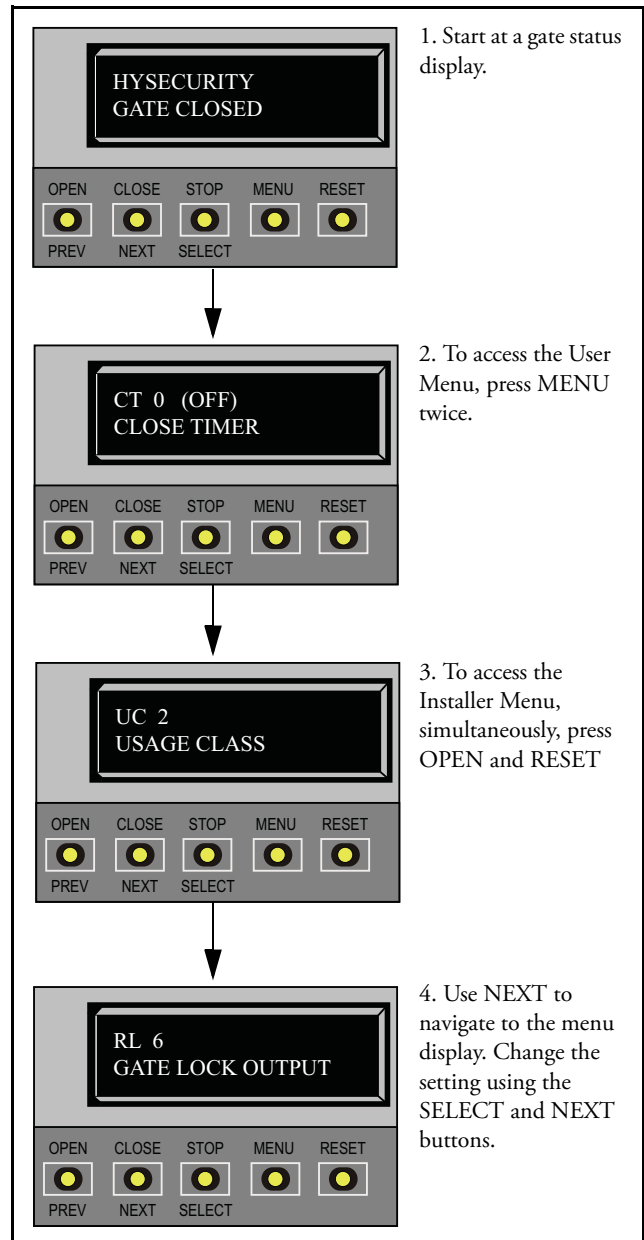 HYSECURITY
GATE CLOSED
OPEN CLOSE STOP MENU RESET
PREV NEXT SELECT
1. Start at a gate status
display.
CT 0 (OFF)
CLOSE TIMER
OPEN CLOSE STOP MENU RESET
PREV NEXT SELECT
2. To access the User
Menu, press MENU
twice.
UC 2
USAGE CLASS
OPEN CLOSE STOP MENU RESET
PREV NEXT SELECT
3. To access the
Installer Menu,
simultaneously, press
OPEN and RESET
RL 6
GATE LOCK OUTPUT
OPEN CLOSE STOP MENU RESET
PREV NEXT SELECT
4. Use NEXT to
navigate to the menu
display. Change the
setting using the
SELECT and NEXT
buttons.